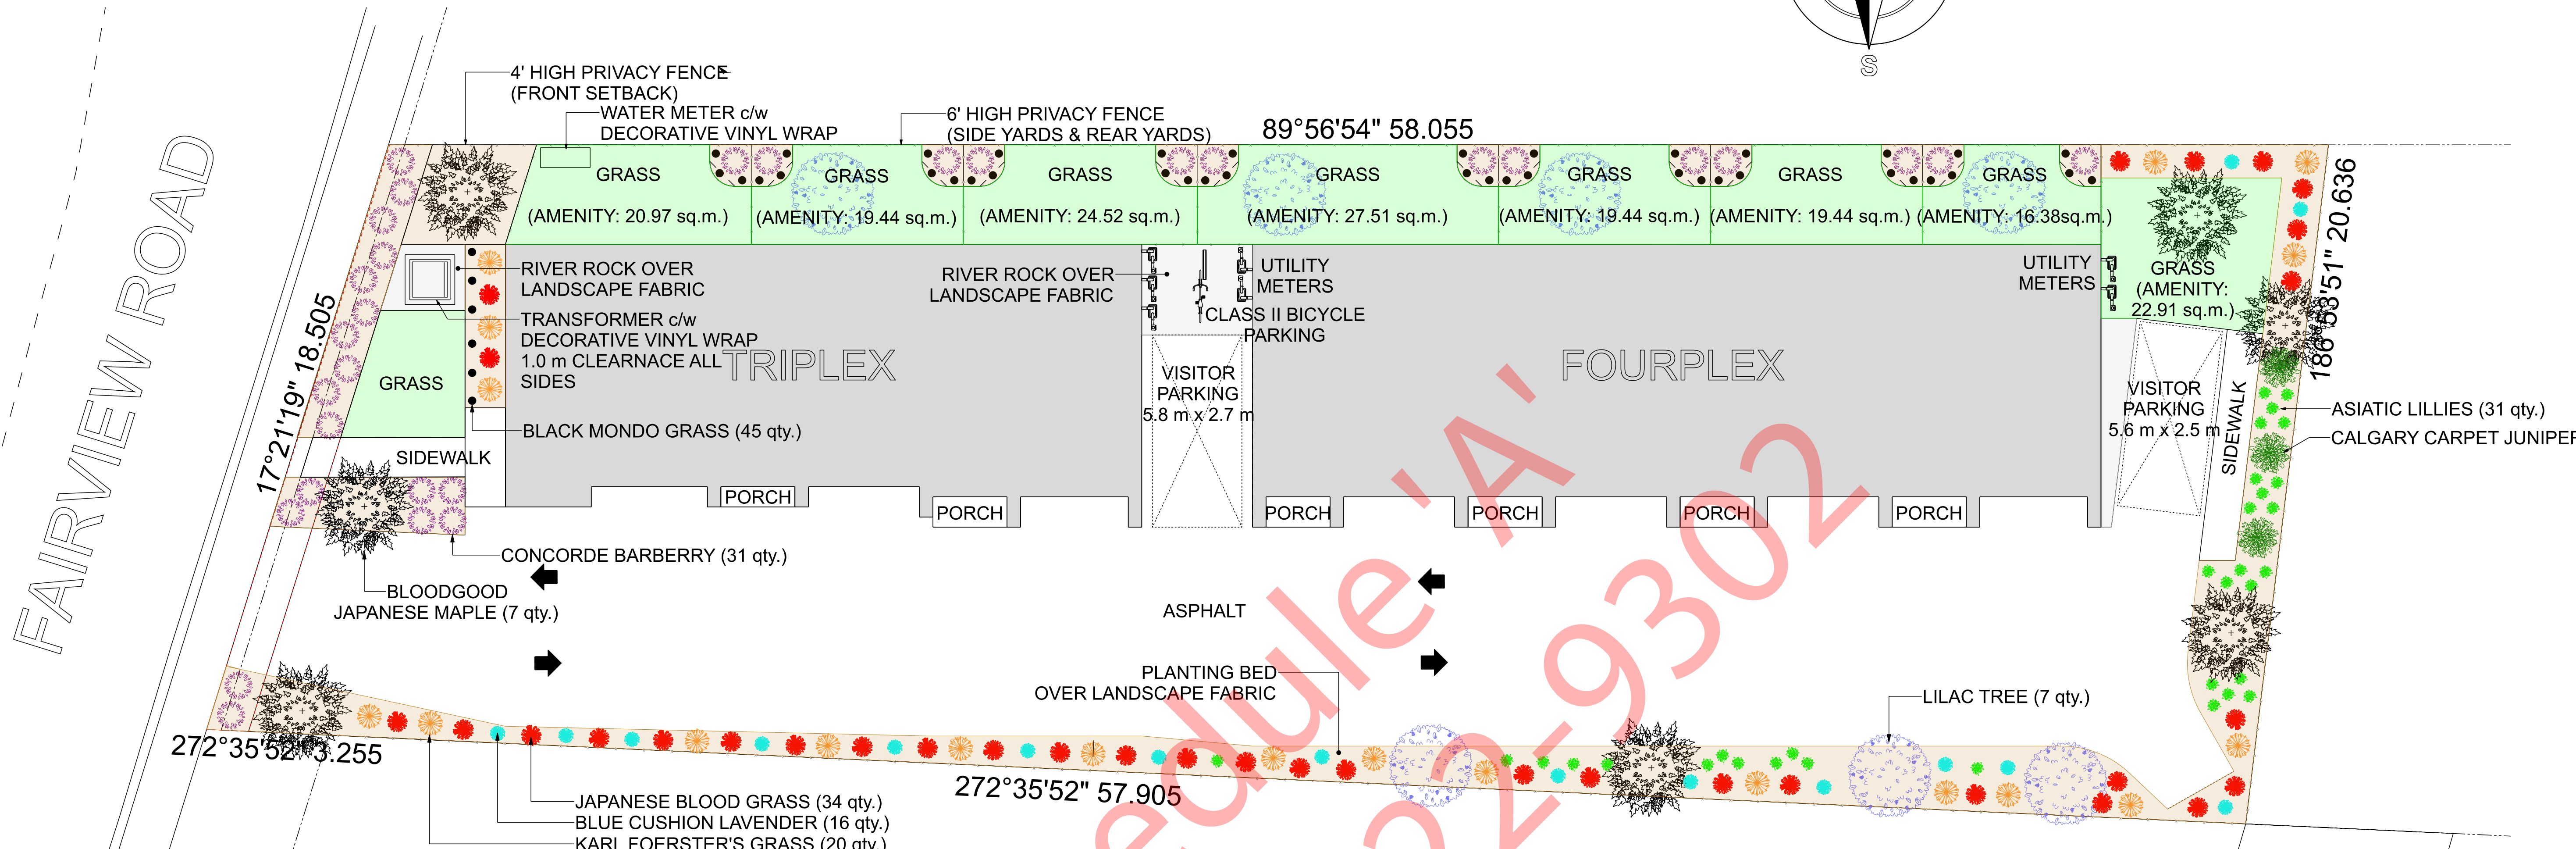 S
4' HIGH PRIVACY FENCE
(FRONT SETBACK)
WATER METER c/w
DECORATIVE VINYL WRAP
6' HIGH PRIVACY FENCE
(SIDE YARDS & REAR YARDS)
89°56'54" 58.055
GRASS
(AMENITY: 20.97 sq.m.)
GRASS
(AMENITY: 19.44 sq.m.)
GRASS
(AMENITY: 24.52 sq.m.)
GRASS
(AMENITY: 27.51 sq.m.)
GRASS
(AMENITY: 19.44 sq.m.)
GRASS
(AMENITY: 19.44 sq.m.)
GRASS
(AMENITY: 16.38sq.m.)
GRASS
(AMENITY:
22.91 sq.m.)
186°53'51" 20.636
FAIRVIEW ROAD
17°21'19" 18.505
RIVER ROCK OVER
LANDSCAPE FABRIC
TRANSFORMER c/w
DECORATIVE VINYL WRAP
1.0 m CLEARNACE ALL
SIDES
GRASS
BLACK MONDO GRASS (45 qty.)
SIDEWALK
TRIPLEX
RIVER ROCK OVER
LANDSCAPE FABRIC
UTILITY
METERS
CLASS II BICYCLE
PARKING
VISITOR
PARKING
5.8 m x 2.7 m
FOURPLEX
UTILITY
METERS
VISITOR
PARKING
5.6 m x 2.5 m
SIDEWALK
ASIATIC LILLIES (31 qty.)
CALGARY CARPET JUNIPER
PORCH
PORCH
PORCH
PORCH
PORCH
PORCH
CONCORDE BARBERRY (31 qty.)
BLOODGOOD
JAPANESE MAPLE (7 qty.)
ASPHALT
PLANTING BED
OVER LANDSCAPE FABRIC
LILAC TREE (7 qty.)
272°35'52" 3.255
272°35'52" 57.905
JAPANESE BLOOD GRASS (34 qty.)
BLUE CUSHION LAVENDER (16 qty.)
KARL FOERSTER'S GRASS (20 qty.)
edule 'A'
22-9302